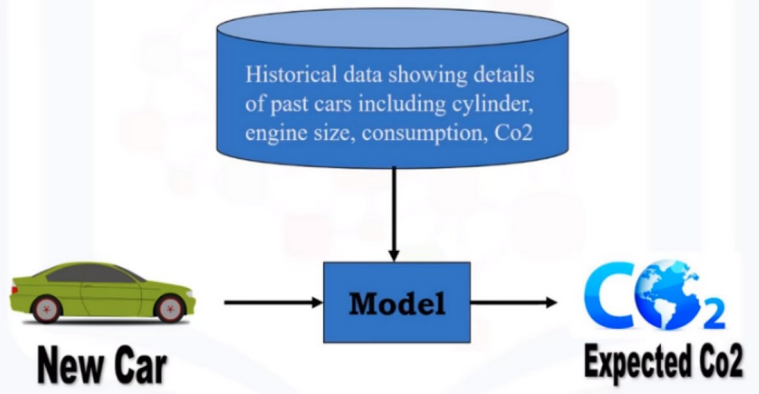 Historical data showing details
of past cars including cylinder,
engine size, consumption, Co2
Model
CO2
New Car
Expected Co2